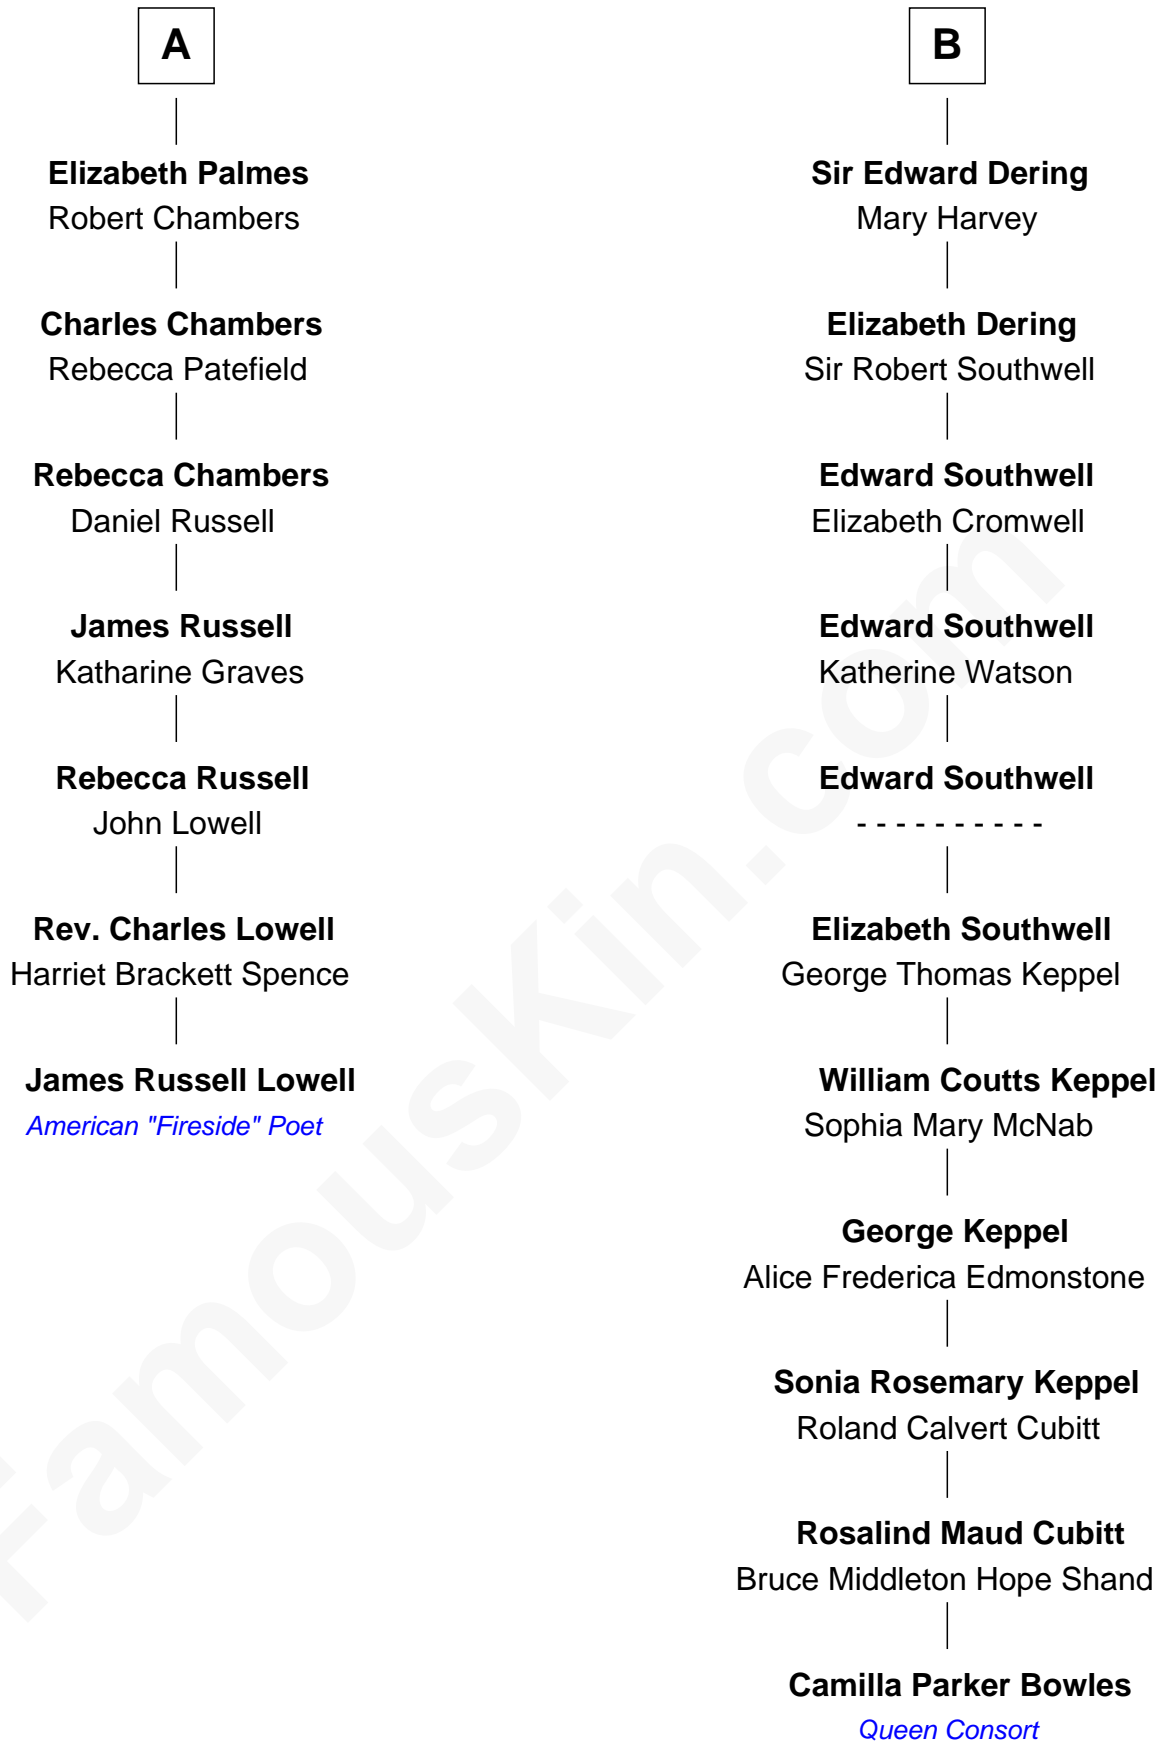 A
Elizabeth Palmes
Robert Chambers
Charles Chambers
Rebecca Patefield
Rebecca Chambers
Daniel Russell
James Russell
Katharine Graves
Rebecca Russell
John Lowell
Rev. Charles Lowell
Harriet Brackett Spence
James Russell Lowell
American "Fireside" Poet
B
Sir Edward Dering
Mary Harvey
Elizabeth Dering
Sir Robert Southwell
Edward Southwell
Elizabeth Cromwell
Edward Southwell
Katherine Watson
Edward Southwell
- - - - - - - - - -
Elizabeth Southwell
George Thomas Keppel
William Coutts Keppel
Sophia Mary McNab
George Keppel
Alice Frederica Edmonstone
Sonia Rosemary Keppel
Roland Calvert Cubitt
Rosalind Maud Cubitt
Bruce Middleton Hope Shand
Camilla Parker Bowles
Queen Consort
FamousKin.com